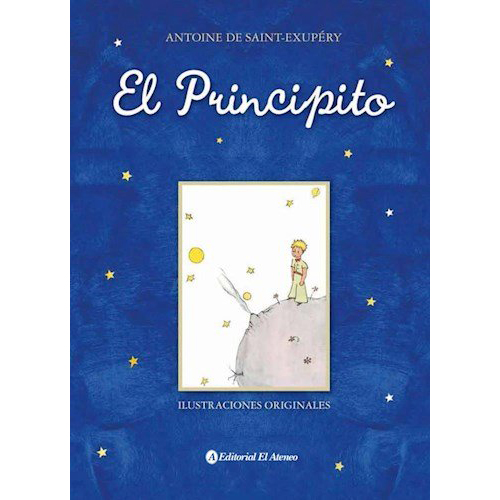 ANTOINE DE SAINT-EXUPÉRY
El Principito
ILUSTRACIONES ORIGINALES
A Editorial El Ateneo